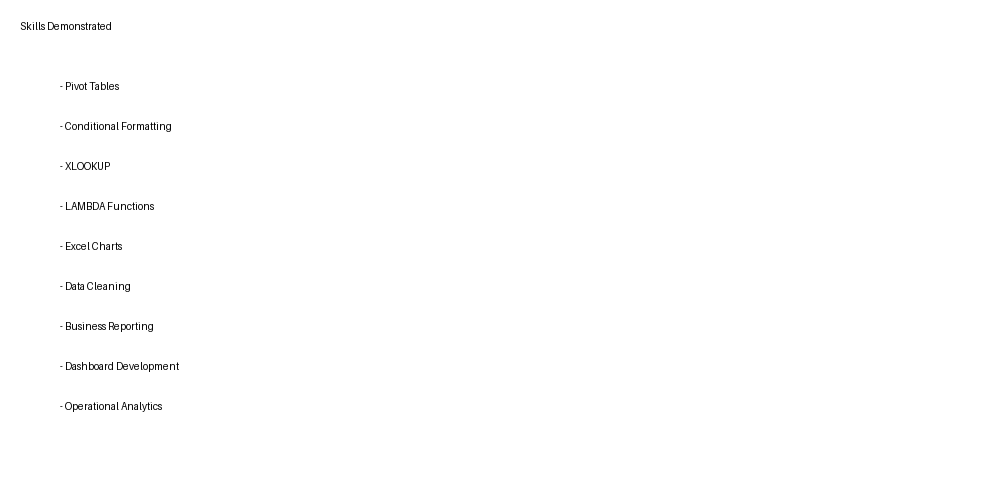 Skills Demonstrated
- Pivot Tables
- Conditional Formatting
- XLOOKUP
- LAMBDA Functions
- Excel Charts
- Data Cleaning
- Business Reporting
- Dashboard Development
- Operational Analytics